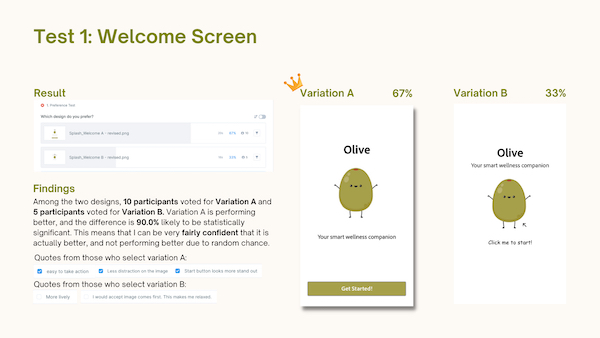 Test 1: Welcome Screen
Result
Preference Test
Which design do you prefer?
Splash_Welcome A - revised.png
67%
10
Splash_Welcome B - revised.png
33%
5
Findings
Among the two designs, 10 participants voted for Variation A and
5 participants voted for Variation B. Variation A is performing
better, and the difference is 90.0% likely to be statistically
significant. This means that I can be very fairly confident that it is
actually better, and not performing better due to random chance.
Quotes from those who select variation A:
easy to take action
Less distraction on the image
Start button looks more stand out
Quotes from those who select variation B:
More lively
I would accept image comes first. This makes me relaxed.
Variation A 67%
Olive
Your smart wellness companion
Get Started!
Variation B 33%
Olive
Your smart wellness companion
Click me to start!